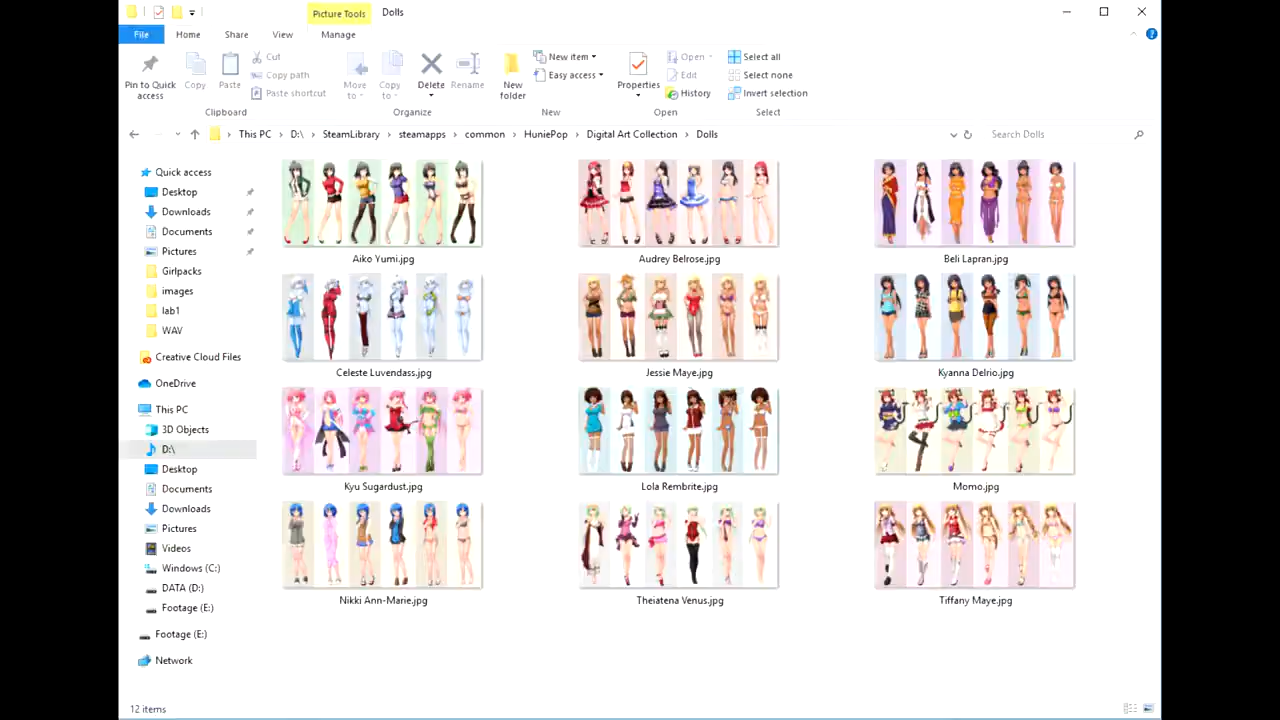 Picture Tools Dolls
File Home Share View Manage
Pin to Quick access
Copy
Paste
Cut
Copy path
Paste shortcut
Clipboard
Move to
Copy to
Delete
Rename
Organize
New folder
New item
Easy access
New
Properties
Open
Edit
History
Open
Select all
Select none
Invert selection
Select
This PC D:\ SteamLibrary steamapps common HuniePop Digital Art Collection Dolls
Search Dolls
Quick access
Desktop
Downloads
Documents
Pictures
Girlpacks
images
lab1
WAV
Creative Cloud Files
OneDrive
This PC
3D Objects
D:\
Desktop
Documents
Downloads
Pictures
Videos
Windows (C:)
DATA (D:)
Footage (E:)
Footage (E:)
Network
Aiko Yumi.jpg Audrey Belrose.jpg Beli Lapran.jpg
Celeste Luvendass.jpg Jessie Maye.jpg Kyanna Delrio.jpg
Kyu Sugardust.jpg Lola Rembrite.jpg Momo.jpg
Nikki Ann-Marie.jpg Theiatena Venus.jpg Tiffany Maye.jpg
12 items